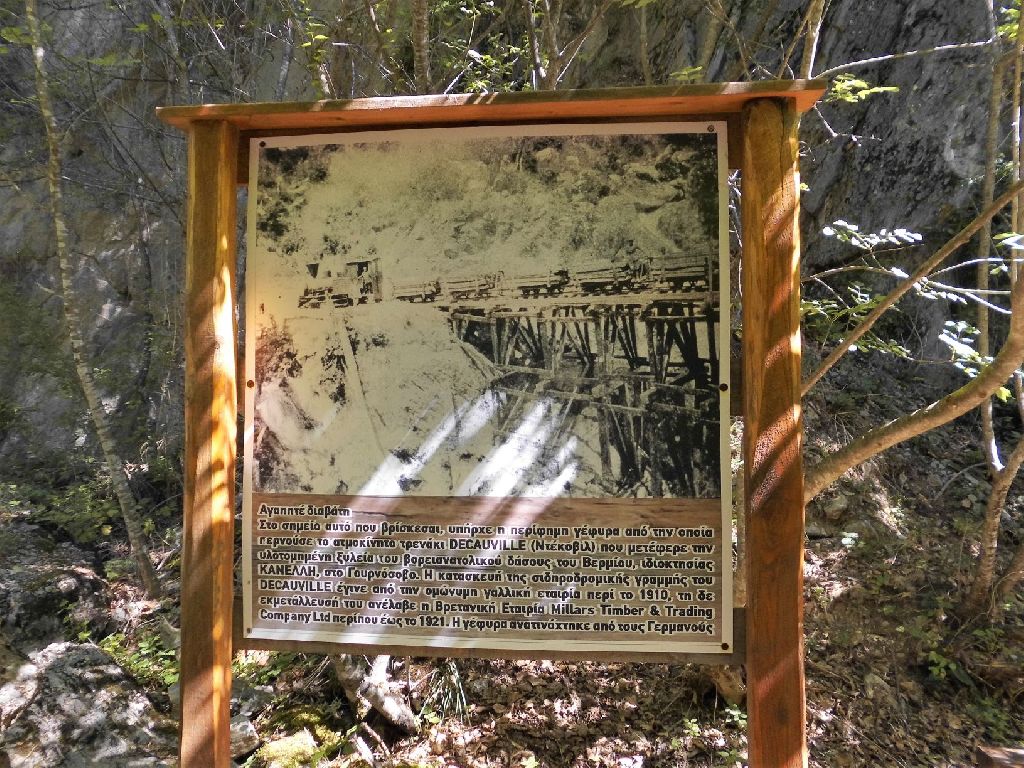 Αγαπητέ διαβάτη
Στο σημείο αυτό που βρίσκεσαι, υπήρχε η περίφημη γέφυρα από την οποία
περνούσε το ατμοκίνητο τρενάκι DECAUVILLE (Ντεκοβίλ) που μετέφερε την
υλοτομημένη ξυλεία του βορειανατολικού δάσους του Βερμίου, ιδιοκτησίας
ΚΑΝΕΛΛΗ, στο Γουρνόσοβο. Η κατασκευή της σιδηροδρομικής γραμμής του
DECAUVILLE έγινε από την ομώνυμη γαλλική εταιρία περί το 1910, τη δε
εκμετάλλευσή του ανέλαβε η Βρετανική Εταιρία Millars Timber & Trading
Company Ltd περίπου έως το 1921. Η γέφυρα ανατινάχτηκε από τους Γερμανούς